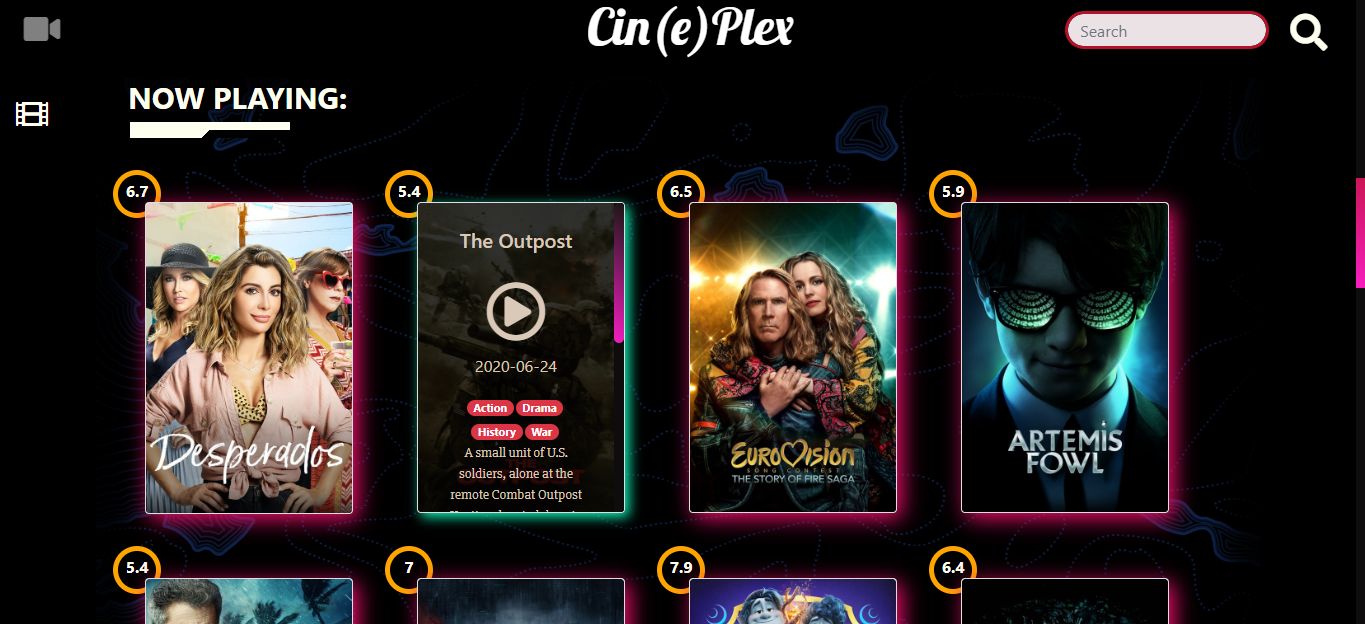 Cin(e)Plex
Search
NOW PLAYING:
6.7
5.4
6.5
5.9
Desperados
The Outpost
2020-06-24
Action Drama
History War
A small unit of U.S.
soldiers, alone at the
remote Combat Outpost
EUROVISION
SONG CONTEST
THE STORY OF FIRE SAGA
ARTEMIS
FOWL
5.4
7
7.9
6.4